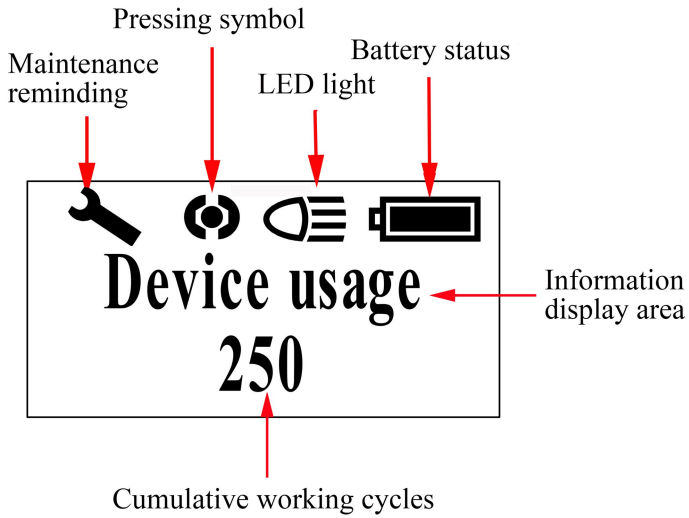 Pressing symbol
Battery status
Maintenance
reminding
LED light
Device usage
Information
display area
250
Cumulative working cycles